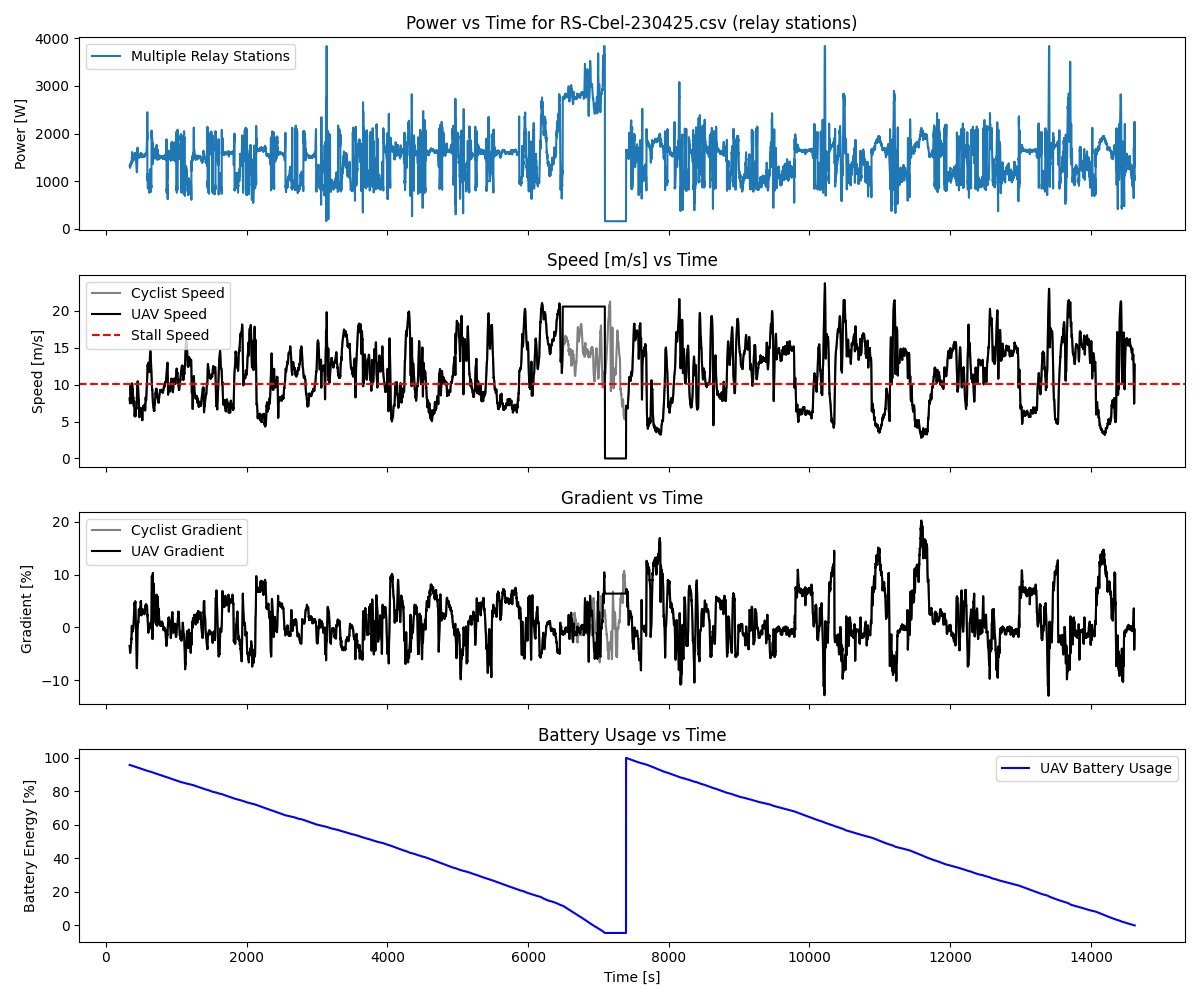 Power vs Time for RS-Cbel-230425.csv (relay stations)
4000
3000
2000
1000
0
Power [W]
Multiple Relay Stations
Speed [m/s] vs Time
20
15
10
5
0
Speed [m/s]
Cyclist Speed
UAV Speed
Stall Speed
Gradient vs Time
20
10
0
−10
Gradient [%]
Cyclist Gradient
UAV Gradient
Battery Usage vs Time
100
80
60
40
20
0
Battery Energy [%]
UAV Battery Usage
0 2000 4000 6000 8000 10000 12000 14000
Time [s]